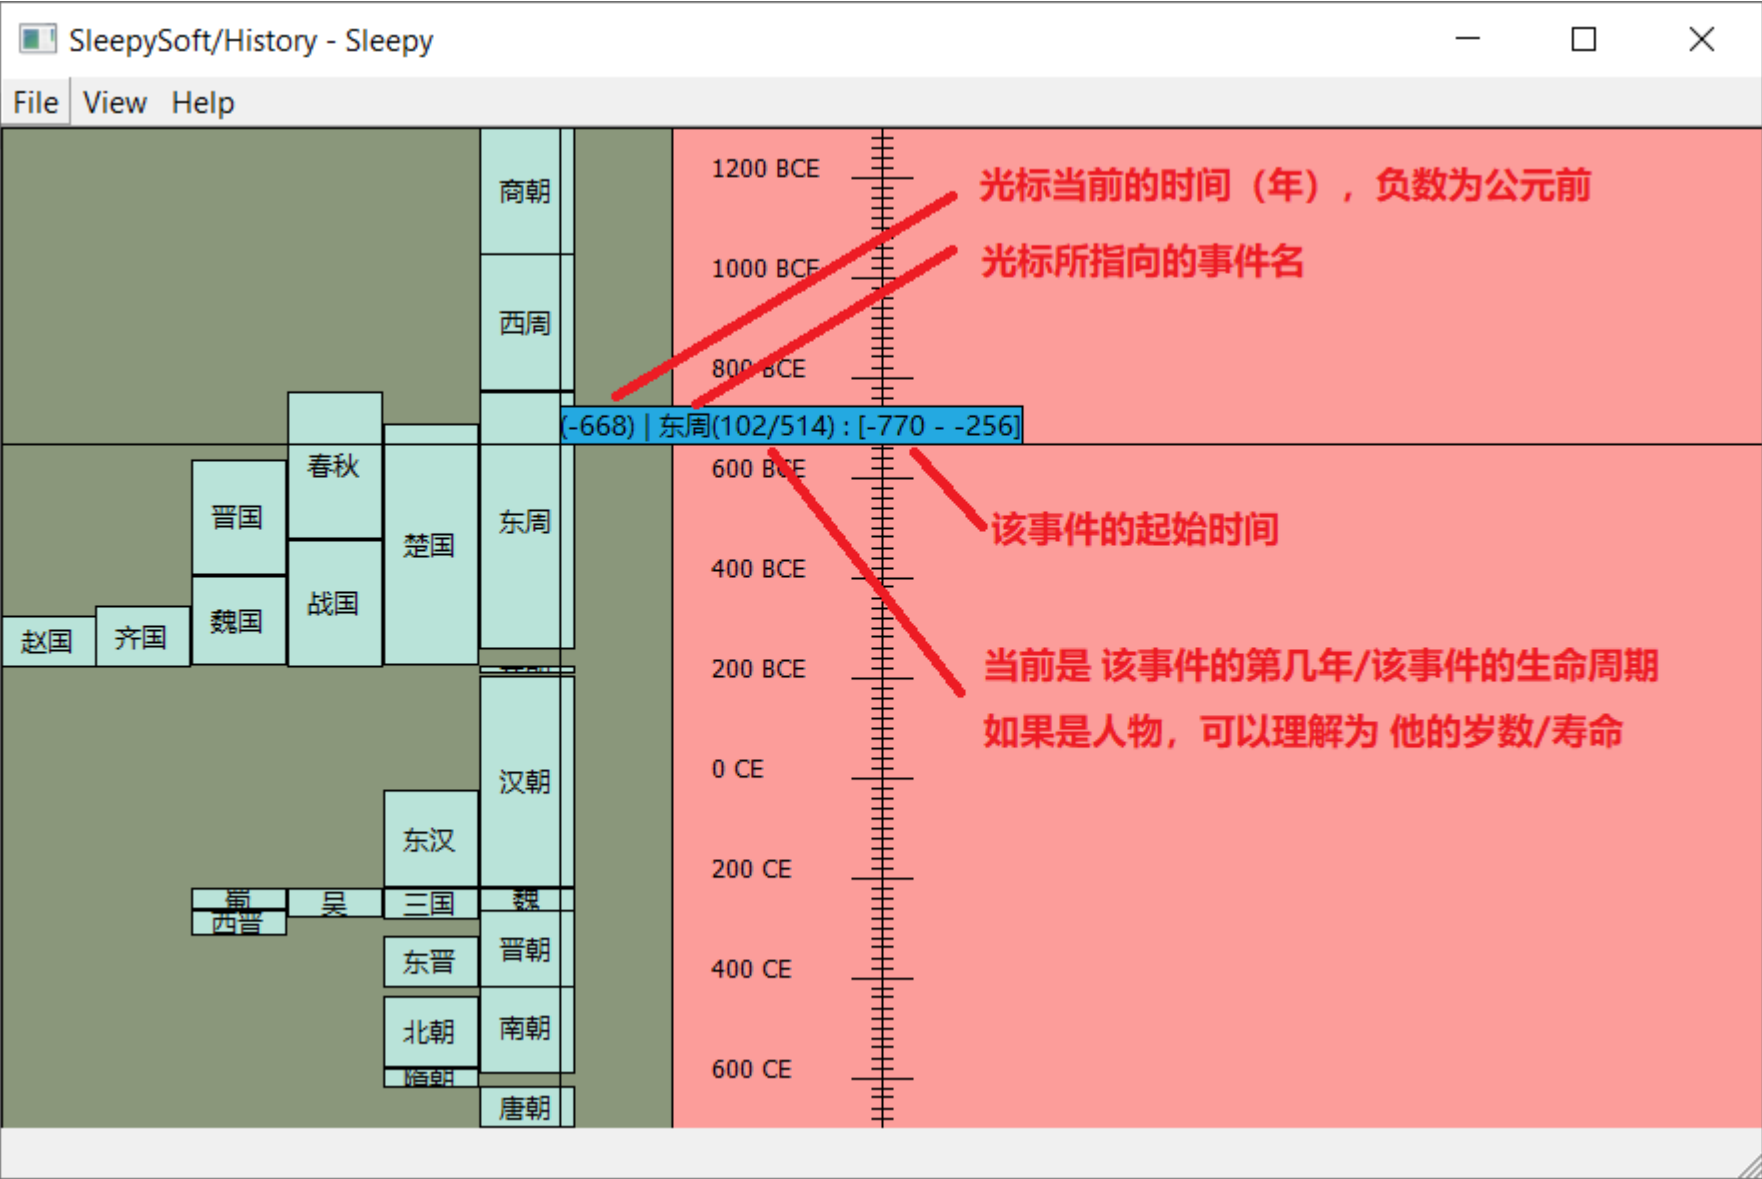 SleepySoft/History - Sleepy
File View Help
商朝
1200 BCE
光标当前的时间（年），负数为公元前
光标所指向的事件名
1000 BCE
西周
800 BCE
(-668) | 东周(102/514) : [-770 - -256]
600 BCE
春秋
晋国
东周
楚国
该事件的起始时间
400 BCE
战国
魏国
齐国
赵国
200 BCE
当前是 该事件的第几年/该事件的生命周期
如果是人物，可以理解为 他的岁数/寿命
0 CE
汉朝
东汉
200 CE
蜀
吴
三国
魏
西晋
晋朝
东晋
400 CE
北朝
南朝
600 CE
隋朝
唐朝